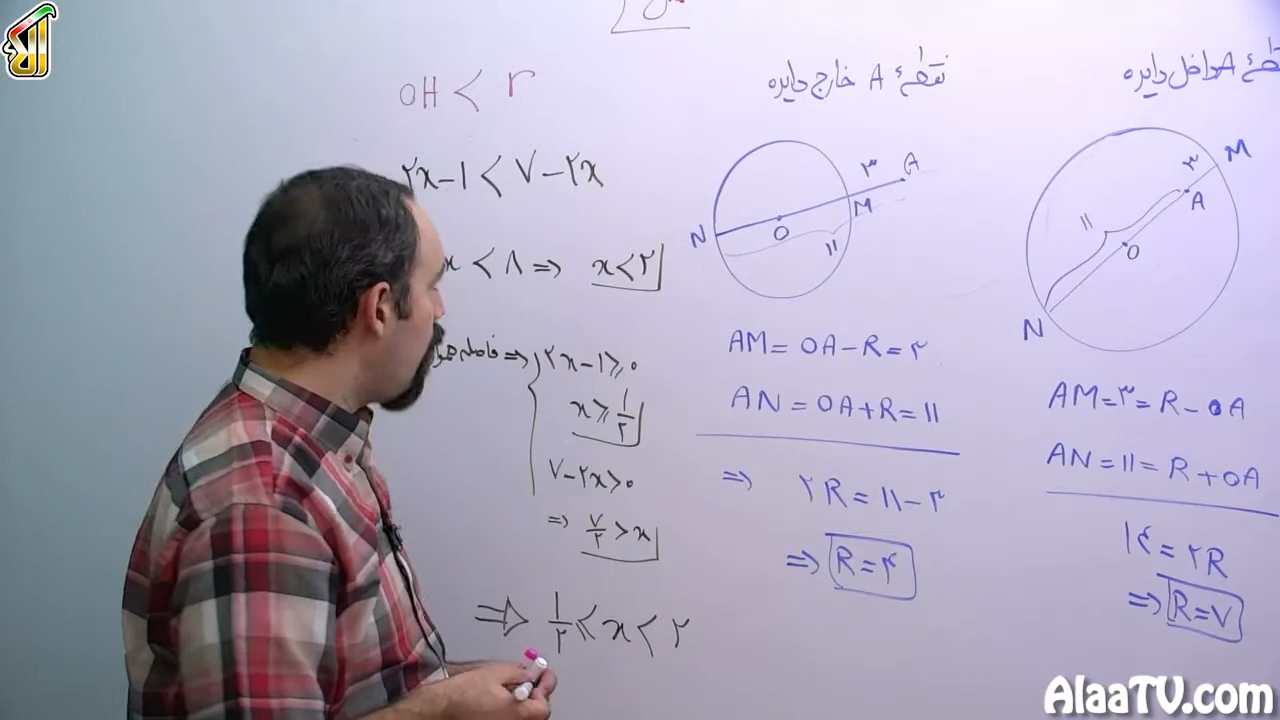 نقطهٔ A داخل دایره
M
۳
A
۱۱
O
N
AM=۳=R-OA
AN=۱۱=R+OA
۱۴=۲R
⇒ R=۷
نقطهٔ A خارج دایره
۳ A
M
N O
۱۱
AM=OA-R=۳
AN=OA+R=۱۱
⇒ ۲R=۱۱-۳
⇒ R=۴
OH < r
۲x-۱ < ۷-۲x
x < ۸ ⇒ x<۲
فاصله ⇒ ۲x-۱≥۰
x≥۱/۲
۷-۲x>۰
⇒ ۷/۲ > x
⇒ ۱/۲ ≤ x < ۲
AlaaTV.com